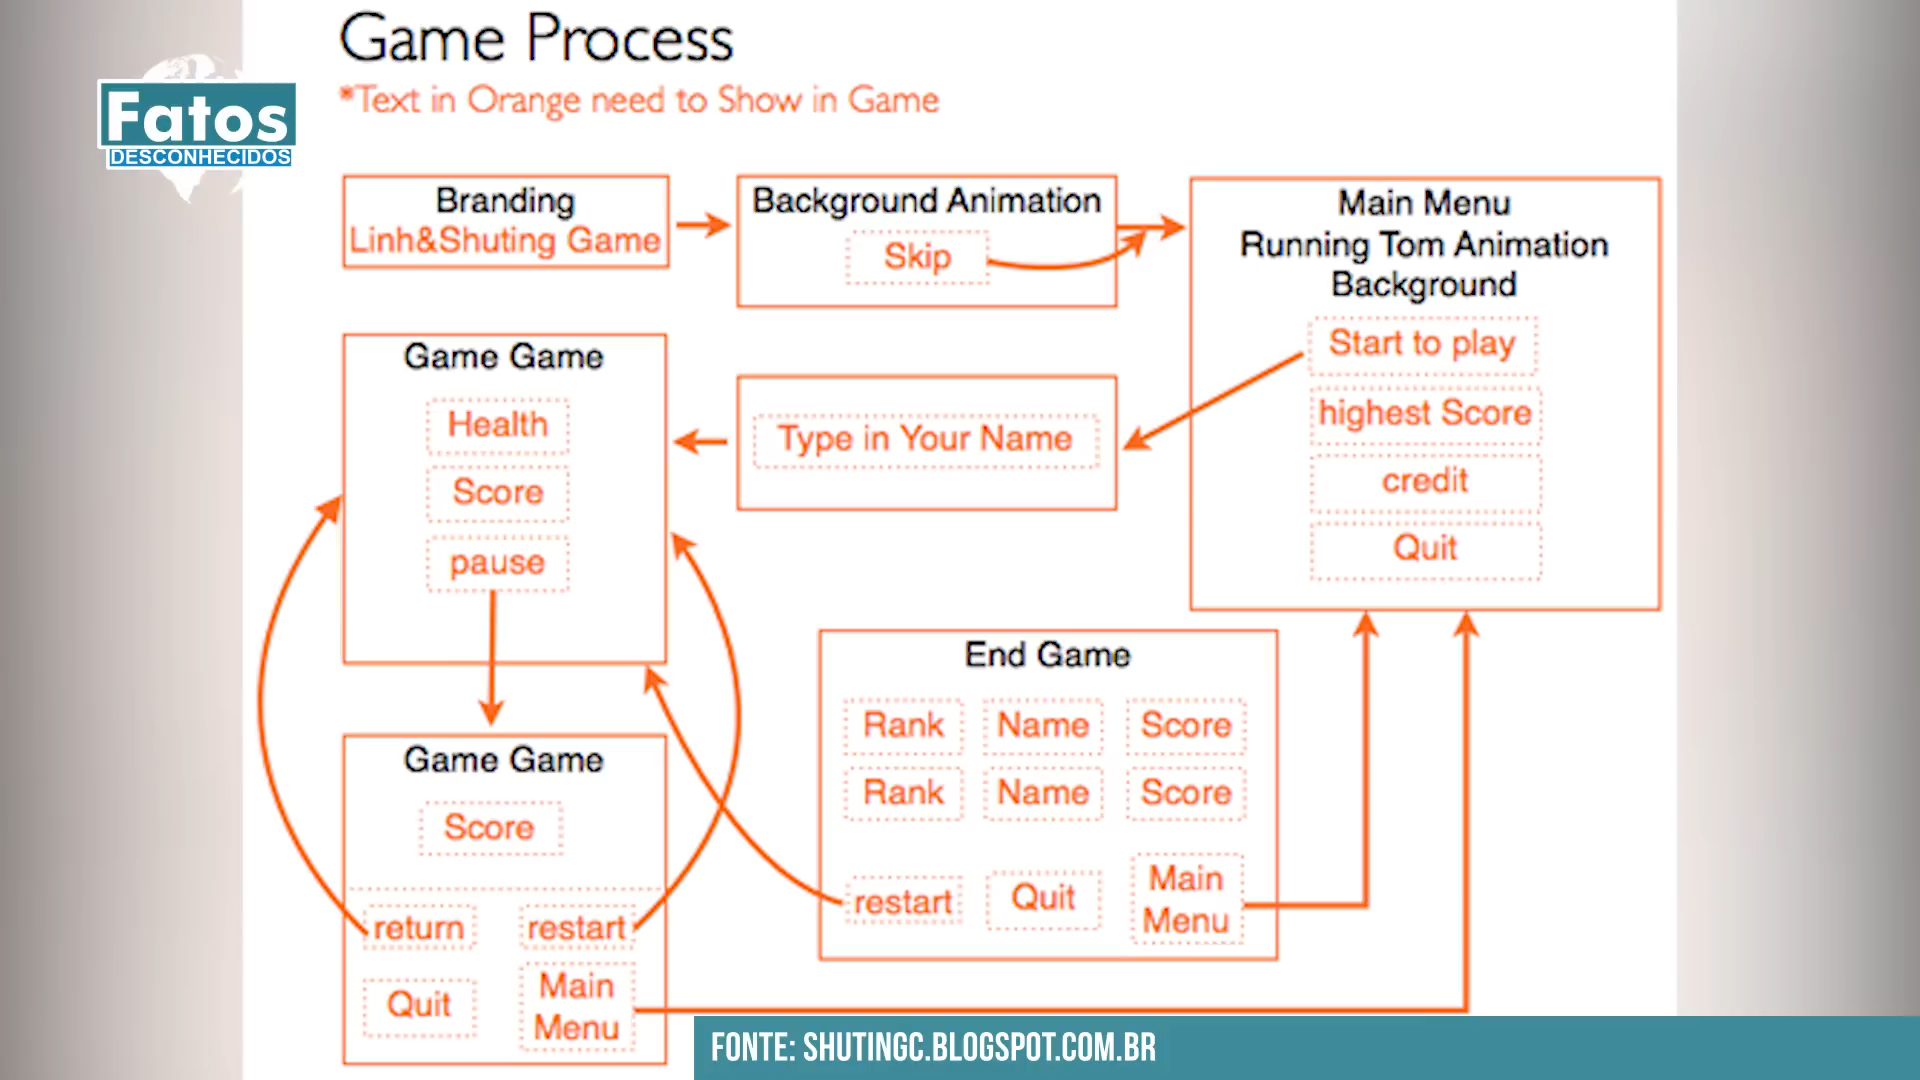 Game Process
*Text in Orange need to Show in Game
Fatos
DESCONHECIDOS
Branding
Linh&Shuting Game
Background Animation
Skip
Main Menu
Running Tom Animation
Background
Start to play
highest Score
credit
Quit
Type in Your Name
Game Game
Health
Score
pause
Game Game
Score
return
restart
Quit
Main
Menu
End Game
Rank Name Score
Rank Name Score
restart
Quit
Main
Menu
FONTE: SHUTINGC.BLOGSPOT.COM.BR